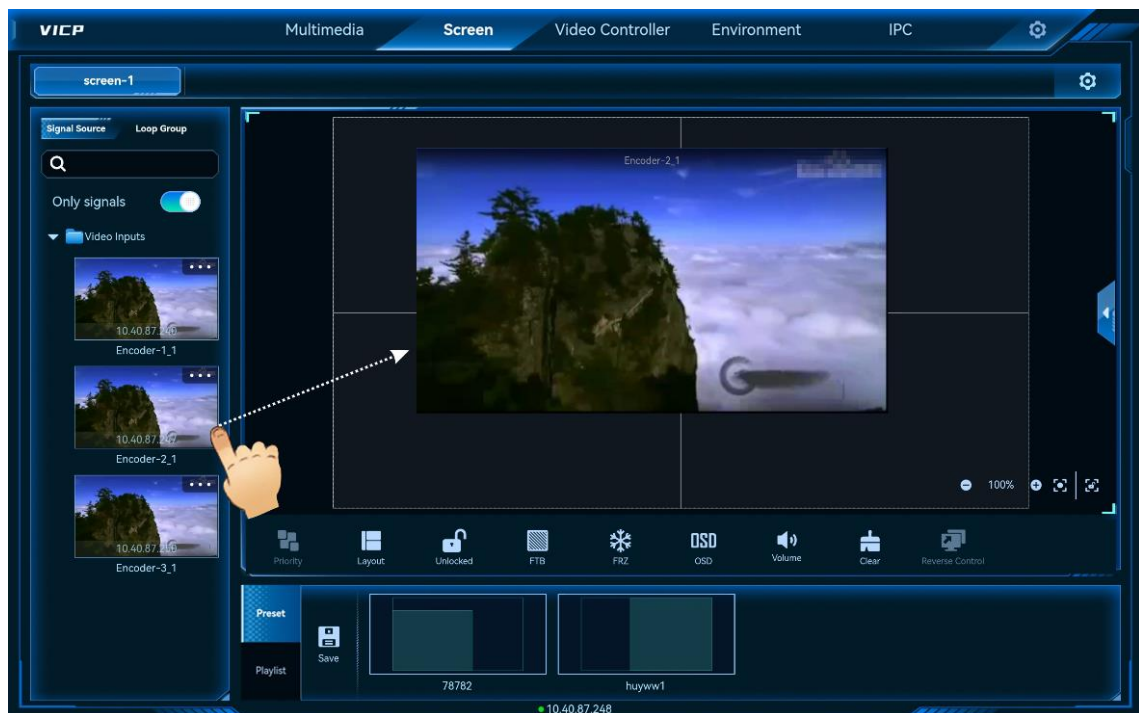 VICP
Multimedia
Screen
Video Controller
Environment
IPC
screen-1
Signal Source
Loop Group
Only signals
Video Inputs
Encoder-1_1
Encoder-2_1
Encoder-3_1
Encoder-2_1
100%
Priority
Layout
Unlocked
FTB
FRZ
OSD
OSD
Volume
Clear
Reverse Control
Preset
Playlist
Save
78782
huyww1
10.40.87.248